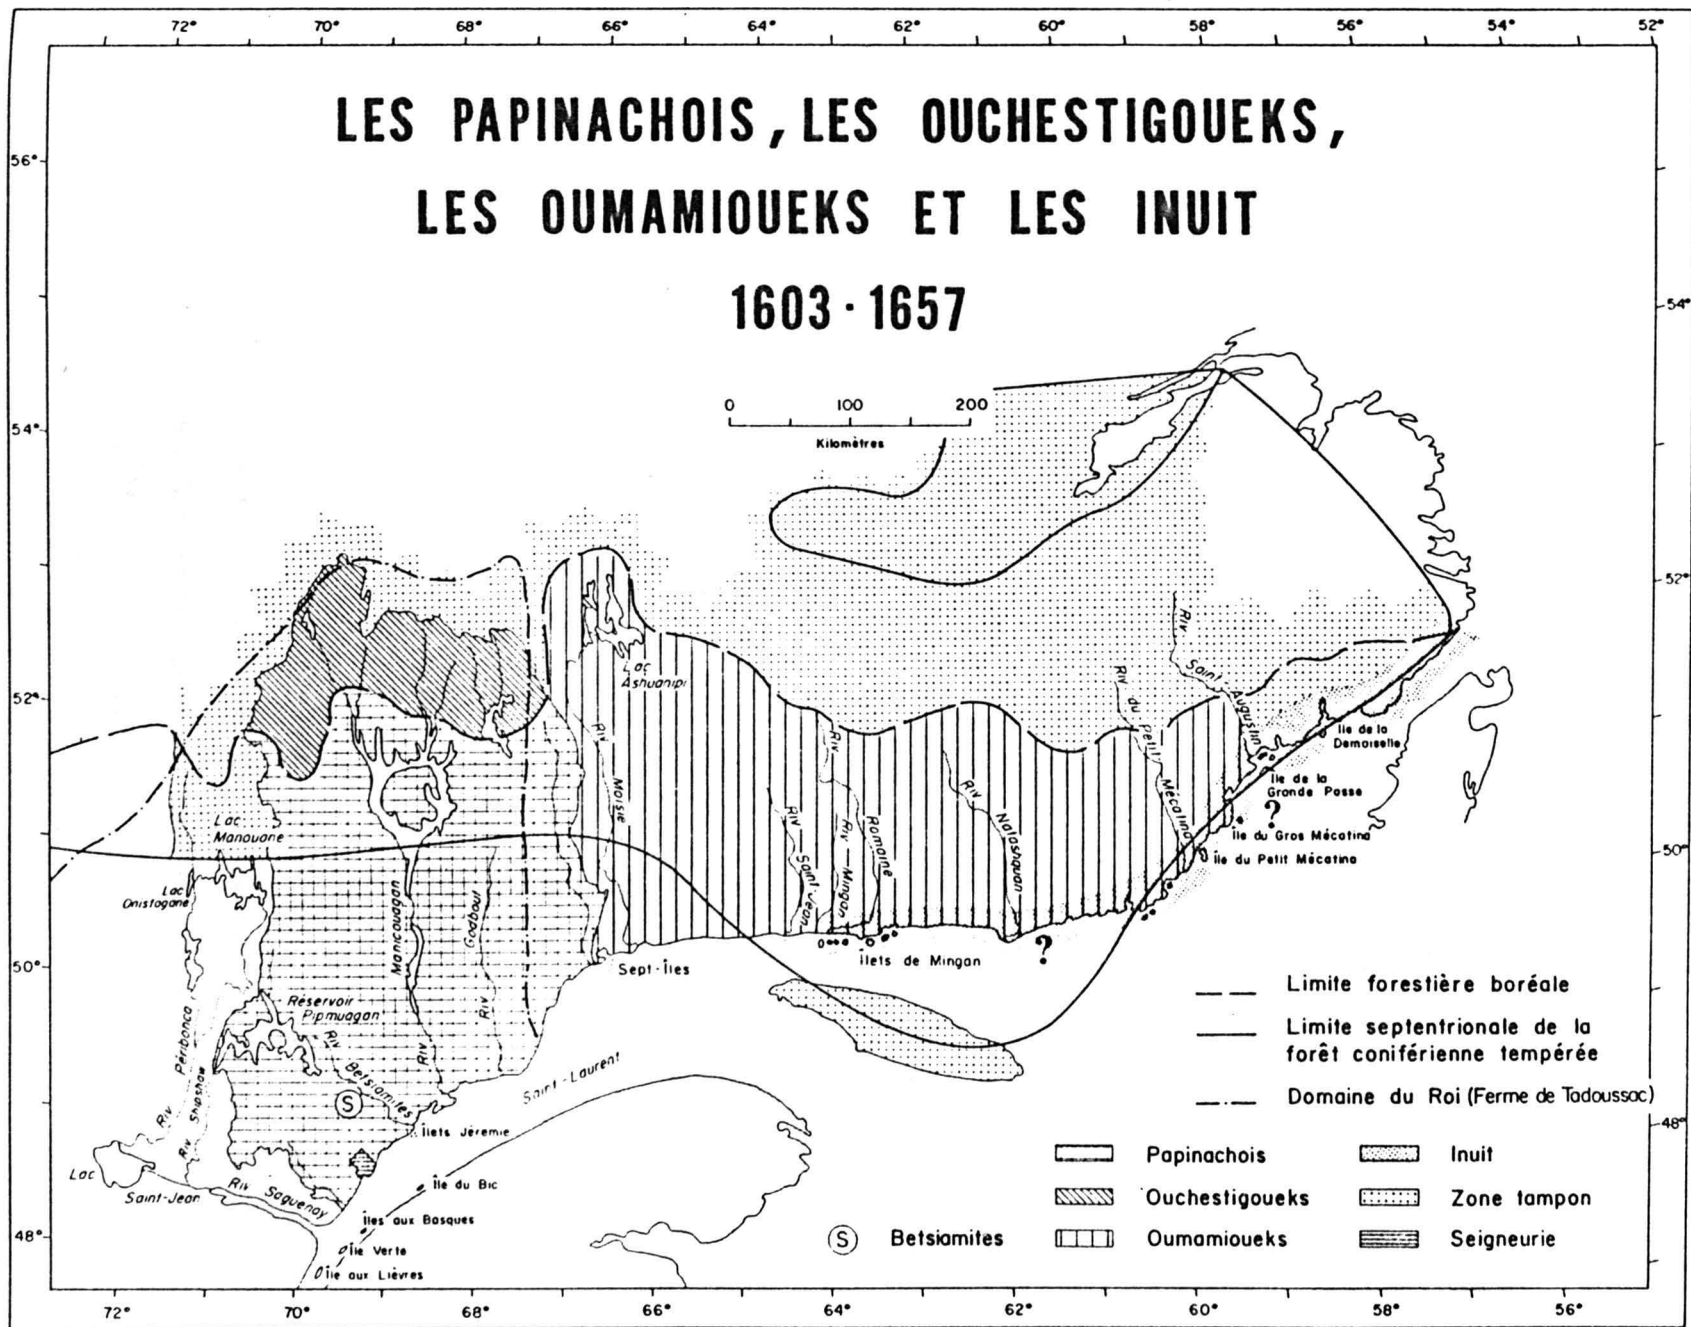 72° 70° 68° 66° 64° 62° 60° 58° 56° 54° 52°
LES PAPINACHOIS, LES OUCHESTIGOUEKS,
LES OUMAMIOUEKS ET LES INUIT
1603 · 1657
56°
54°
54°
52°
52°
50°
50°
48°
48°
0 100 200
Kilomètres
Lac
Ashuanipi
Riv Saint Augustin
Riv du Petit Mécatina
Île de la
Demoiselle
Île de la
Grande Passe
?
Île du Gros Mécatina
Île du Petit Mécatina
Riv Moisie
Riv Saint-Jean
Riv Mingan
Riv Romaine
Riv Natashquan
Lac
Manouane
Lac
Onistagane
Riv Manicouagan
Riv Godbout
Sept-Îles
Îlets de Mingan
?
Réservoir
Pipmuagan
Riv Betsiamites
Riv Péribonca
Riv Shipshaw
S
Saint-Laurent
Îlets Jérémie
Lac
Saint-Jean
Riv Saguenay
Île du Bic
Îles aux Basques
Île Verte
Île aux Lièvres
Limite forestière boréale
Limite septentrionale de la
forêt coniférienne tempérée
Domaine du Roi (Ferme de Tadoussac)
Papinachois
Inuit
Ouchestigoueks
Zone tampon
S Betsiamites
Oumamioueks
Seigneurie
72° 70° 68° 66° 64° 62° 60° 58° 56°